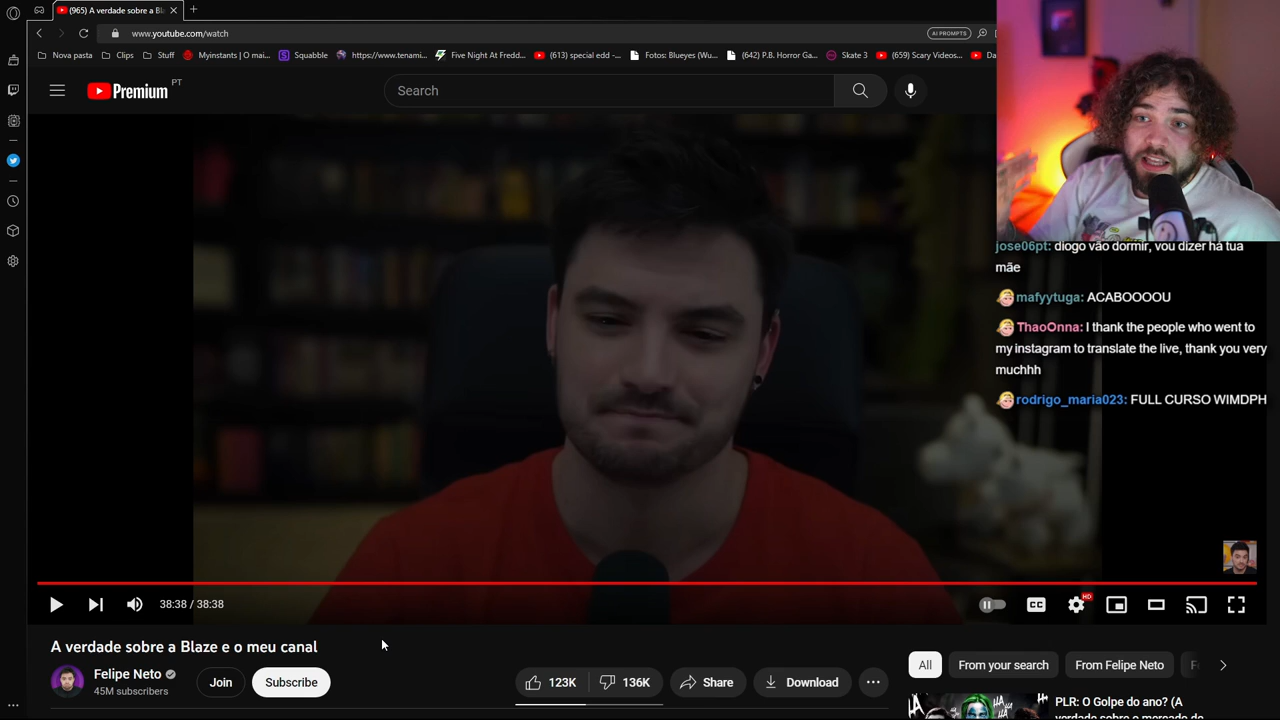 (965) A verdade sobre a Bl
www.youtube.com/watch
AI PROMPTS
Nova pasta
Clips
Stuff
Myinstants | O mai...
Squabble
https://www.tenami...
Five Night At Fredd...
(613) special edd -...
Fotos: Blueyes (Wu...
(642) P.B. Horror Ga...
Skate 3
(659) Scary Videos...
Da
Premium PT
Search
jose06pt: diogo vão dormir, vou dizer há tua
mãe
mafyytuga: ACABOOOOU
ThaoOnna: I thank the people who went to
my instagram to translate the live, thank you very
muchhh
rodrigo_maria023: FULL CURSO WIMDPH
38:38 / 38:38
CC
HD
A verdade sobre a Blaze e o meu canal
Felipe Neto
45M subscribers
Join
Subscribe
123K
136K
Share
Download
All
From your search
From Felipe Neto
PLR: O Golpe do ano? (A
verdade sobre o mercado de